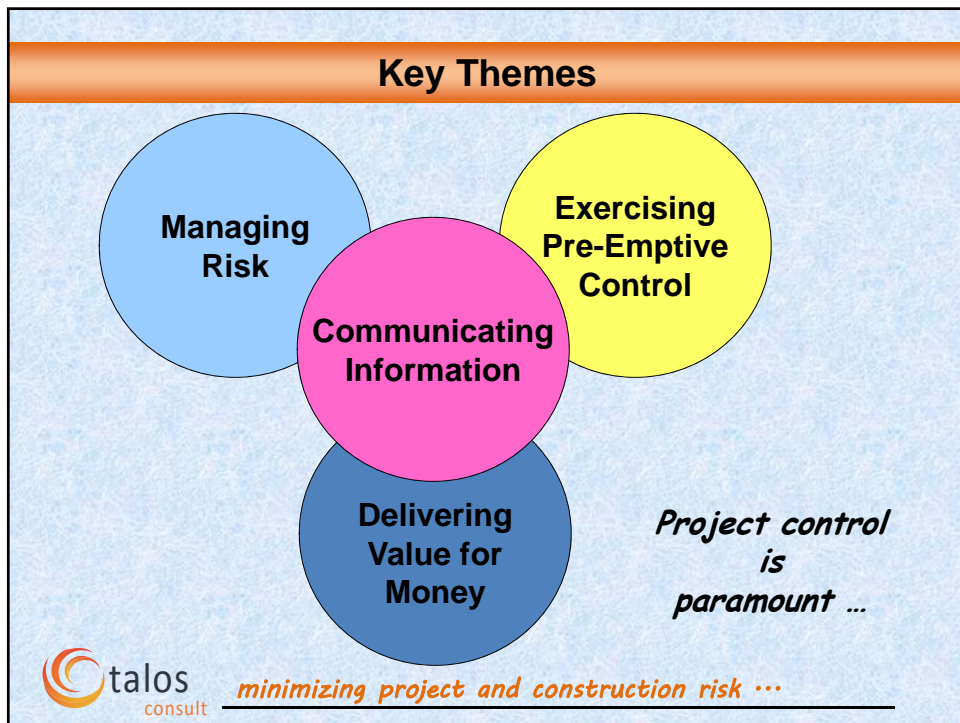 Key Themes
Managing
Risk
Exercising
Pre-Emptive
Control
Communicating
Information
Delivering
Value for
Money
Project control
is
paramount …
talos
consult
minimizing project and construction risk …